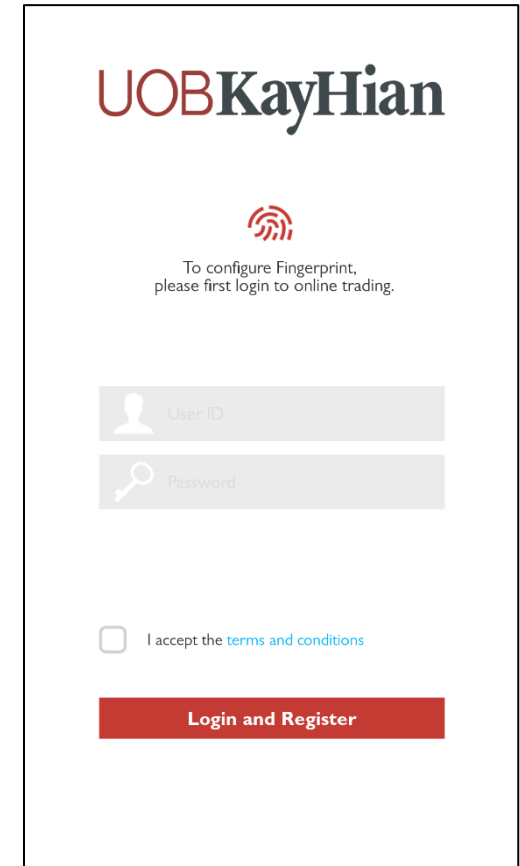 UOBKayHian
To configure Fingerprint,
please first login to online trading.
User ID
Password
I accept the terms and conditions
Login and Register